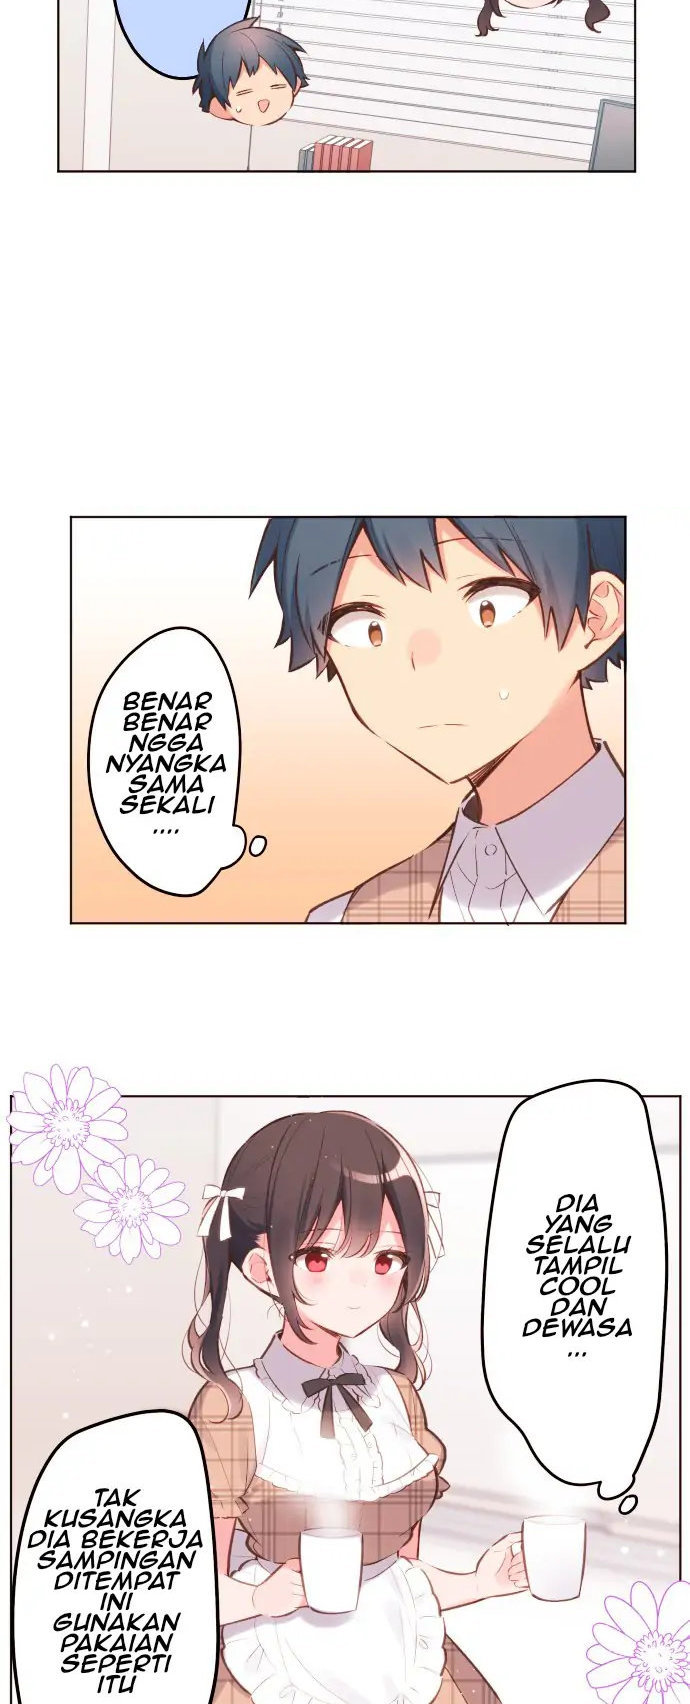 BENAR
BENAR
NGGA
NYANGKA
SAMA
SEKALI
....
DIA
YANG
SELALU
TAMPIL
COOL
DAN
DEWASA
...
TAK
KUSANGKA
DIA BEKERJA
SAMPINGAN
DITEMPAT
INI
GUNAKAN
PAKAIAN
SEPERTI
ITU